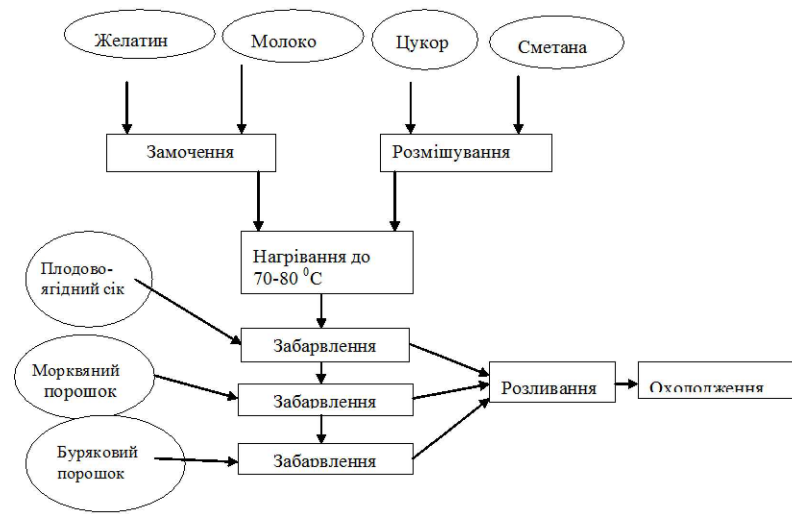 Желатин
Молоко
Цукор
Сметана
Замочення
Розмішування
Нагрівання до
70-80 ⁰С
Плодово-
ягідний сік
Забарвлення
Морквяний
порошок
Забарвлення
Розливання
Охолодження
Буряковий
порошок
Забарвлення